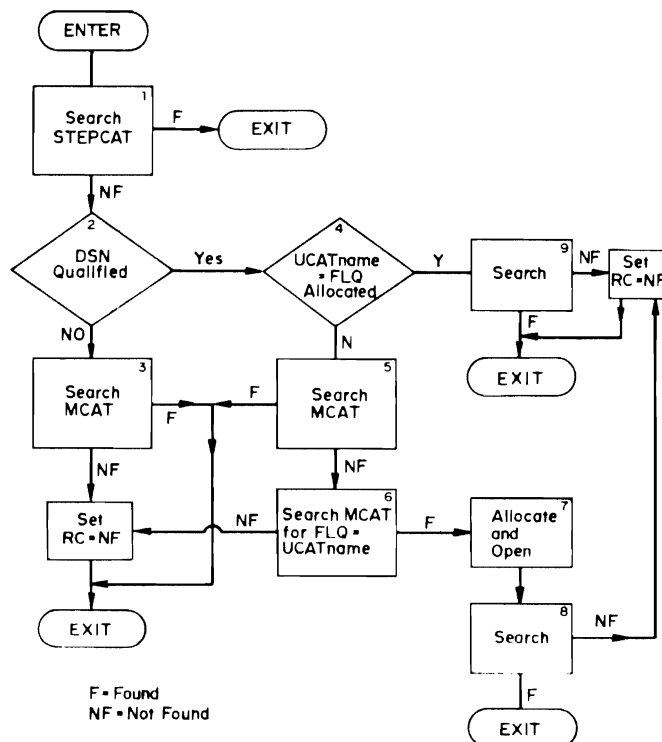 ENTER
1
Search
STEPCAT
F
EXIT
NF
2
DSN
Qualified
Yes
4
UCATname
= FLQ
Allocated
Y
9
Search
NF
Set
RC=NF
F
EXIT
NO
N
3
Search
MCAT
F
F
5
Search
MCAT
NF
NF
Set
RC=NF
NF
6
Search MCAT
for FLQ =
UCATname
F
7
Allocate
and
Open
EXIT
8
Search
NF
F
EXIT
F = Found
NF = Not Found